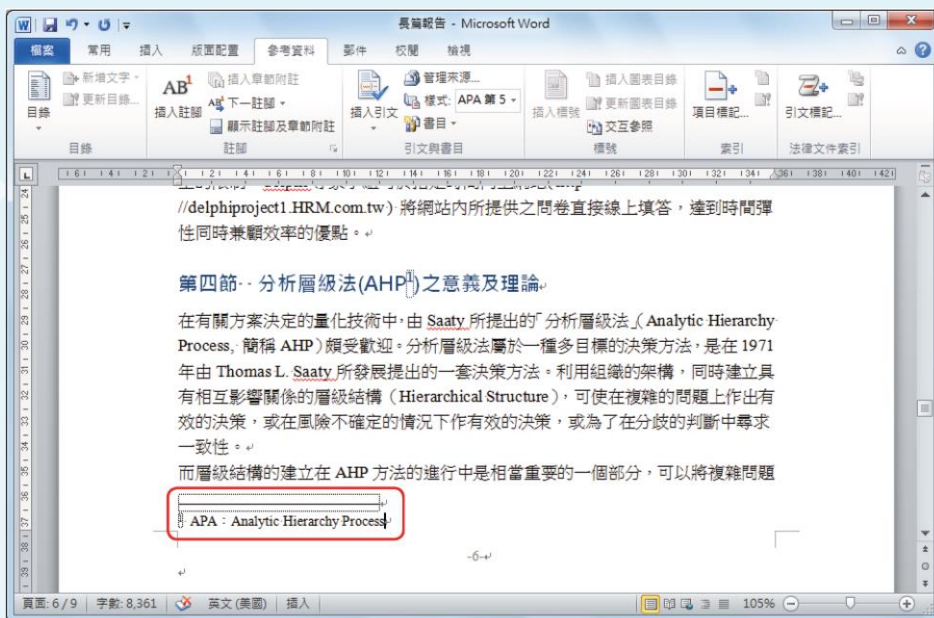 長篇報告 - Microsoft Word
檔案 常用 插入 版面配置 參考資料 郵件 校閱 檢視
目錄
新增文字
更新目錄...
目錄
AB¹
插入註腳
插入章節附註
下一註腳
顯示註腳及章節附註
註腳
插入引文
管理來源...
樣式: APA 第 5
書目
引文與書目
插入標號
插入圖表目錄
更新圖表目錄
交互參照
標號
項目標記...
索引
引文標記...
法律文件索引
//delphiproject1.HRM.com.tw) 將網站內所提供之問卷直接線上填答，達到時間彈
性同時兼顧效率的優點。
第四節 分析層級法(AHP¹)之意義及理論
在有關方案決定的量化技術中，由 Saaty 所提出的「分析層級法」(Analytic Hierarchy
Process, 簡稱 AHP）頗受歡迎。分析層級法屬於一種多目標的決策方法，是在 1971
年由 Thomas L. Saaty 所發展提出的一套決策方法。利用組織的架構，同時建立具
有相互影響關係的層級結構（Hierarchical Structure），可使在複雜的問題上作出有
效的決策，或在風險不確定的情況下作有效的決策，或為了在分歧的判斷中尋求
一致性。
而層級結構的建立在 AHP 方法的進行中是相當重要的一個部分，可以將複雜問題
¹ APA：Analytic Hierarchy Process
-6-
頁面: 6 / 9 字數: 8,361 英文 (美國) 插入 105%